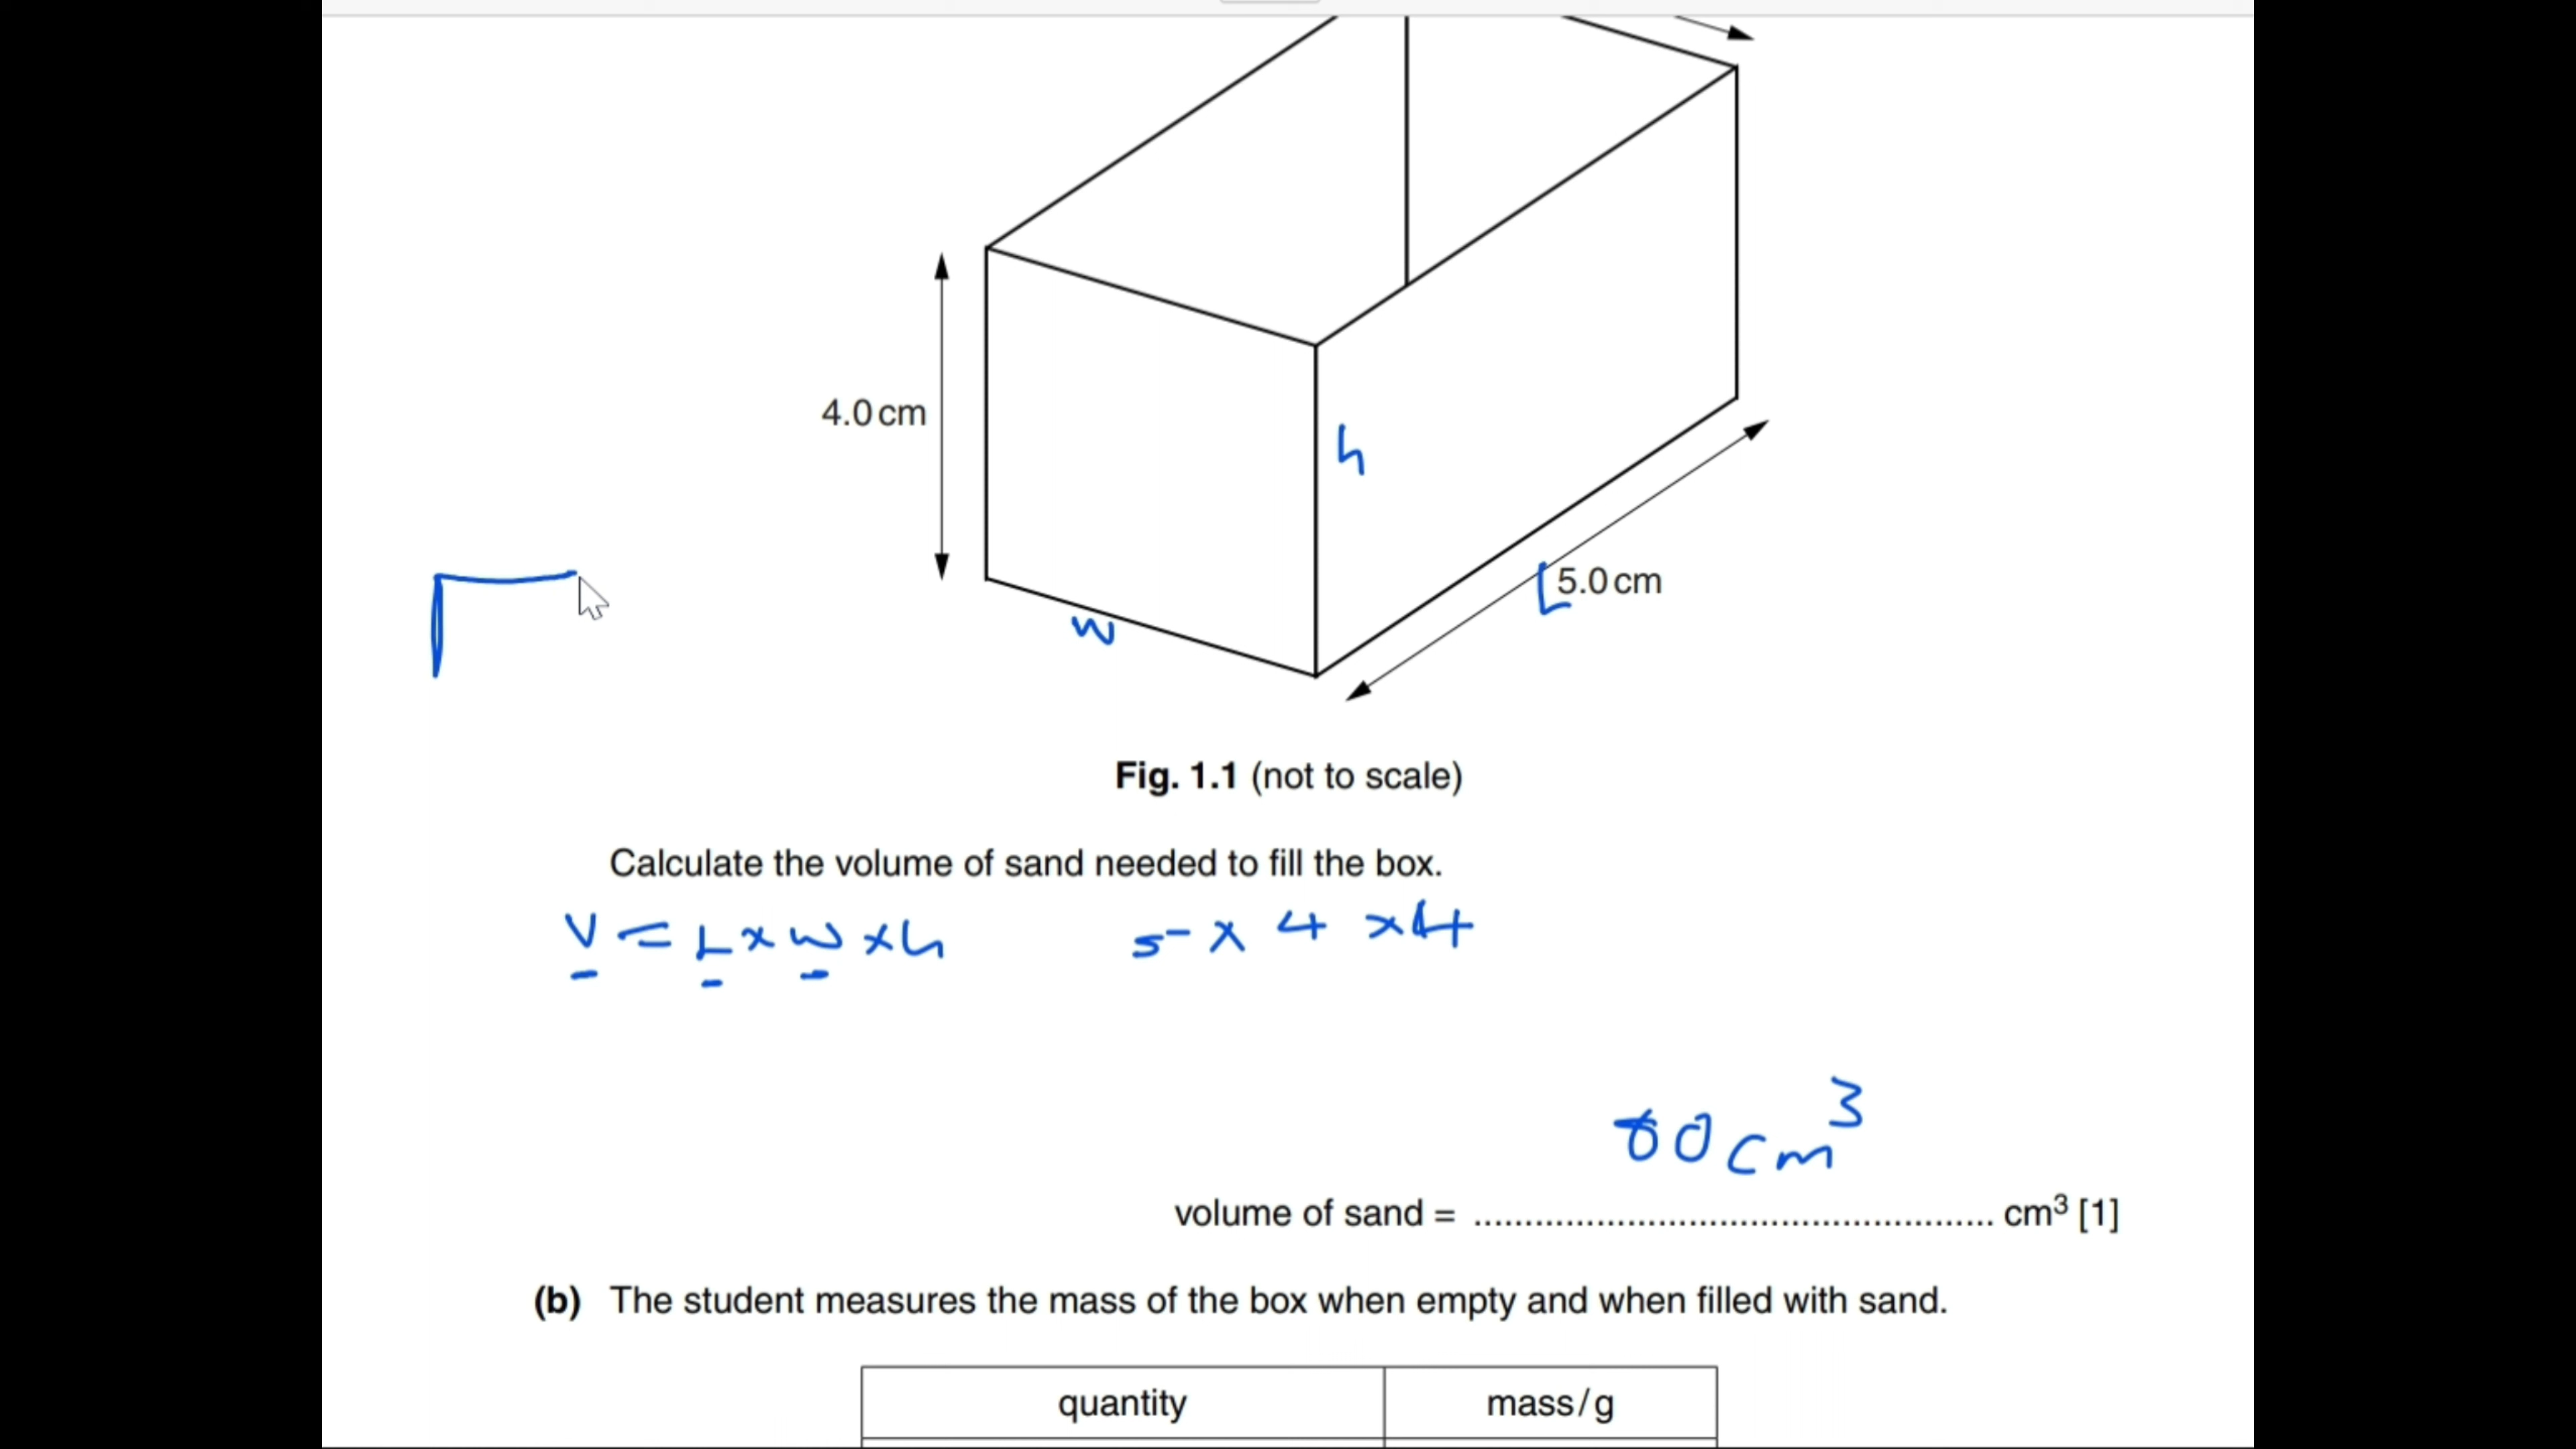 4.0 cm
h
L 5.0 cm
w
Fig. 1.1 (not to scale)
Calculate the volume of sand needed to fill the box.
V = L x w x h 5 x 4 x 4
80 cm³
volume of sand = ................................................... cm³ [1]
(b) The student measures the mass of the box when empty and when filled with sand.
quantity mass/g